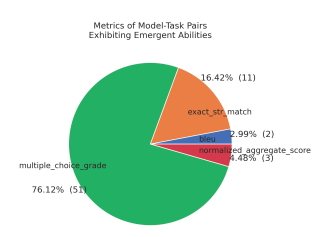 Metrics of Model-Task Pairs
Exhibiting Emergent Abilities
16.42% (11)
exact_str_match
2.99% (2)
bleu
normalized_aggregate_score
4.48% (3)
multiple_choice_grade
76.12% (51)